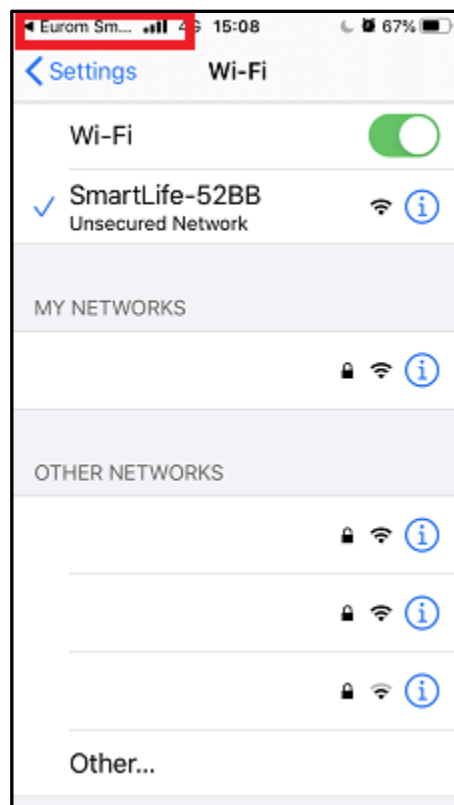 ◀ Eurom Sm... 4G 15:08 67%
Settings Wi-Fi
Wi-Fi
SmartLife-52BB
Unsecured Network
MY NETWORKS
OTHER NETWORKS
Other...